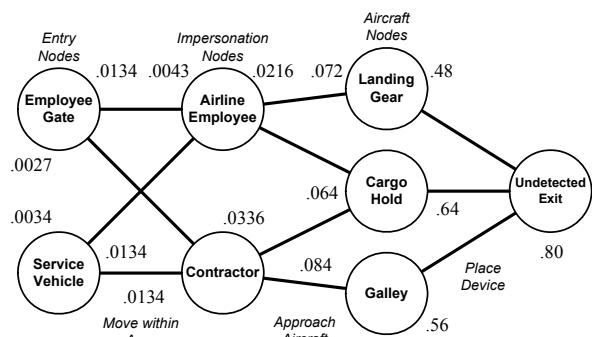 Entry
Nodes
Impersonation
Nodes
Aircraft
Nodes
.0134
.0043
.0216
.072
.48
Employee
Gate
Airline
Employee
Landing
Gear
.0027
.0034
.0336
.064
Cargo
Hold
.64
Undetected
Exit
.80
Service
Vehicle
.0134
.0134
Contractor
.084
Galley
.56
Place
Device
Move within
Approach